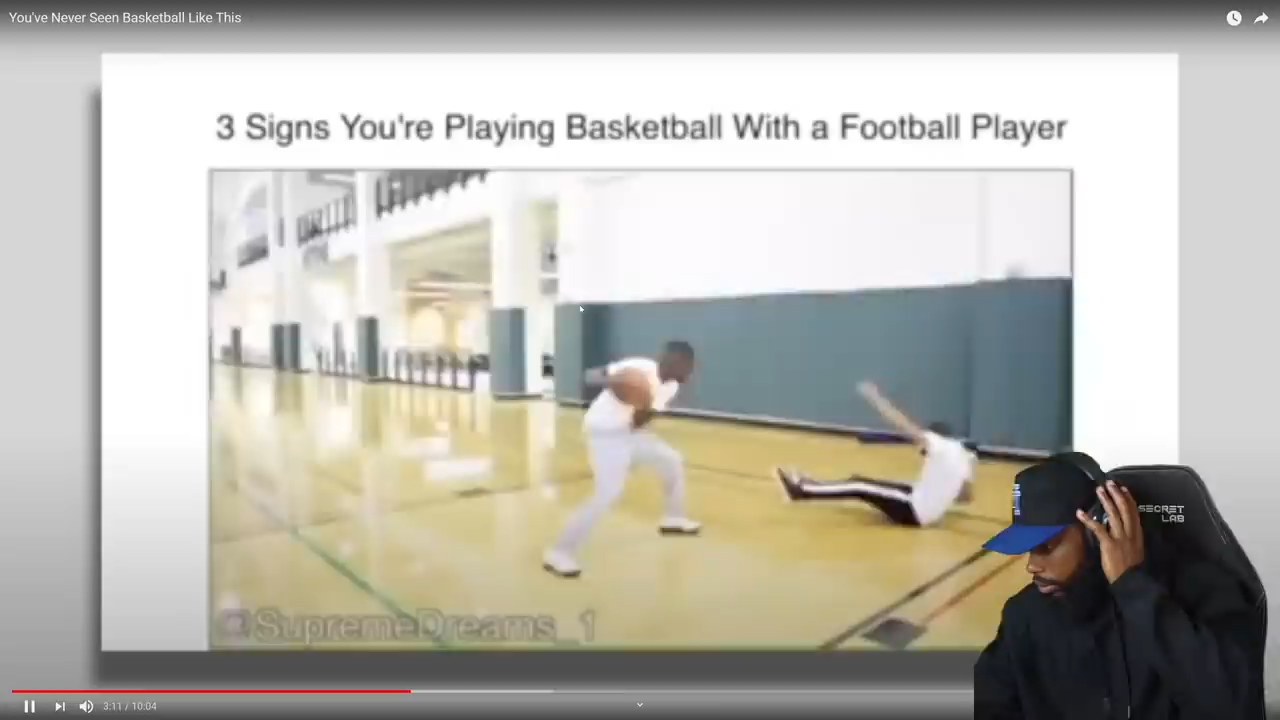 You've Never Seen Basketball Like This
3 Signs You're Playing Basketball With a Football Player
@SupremeDreams_1
SECRET
LAB
3:11 / 10:04